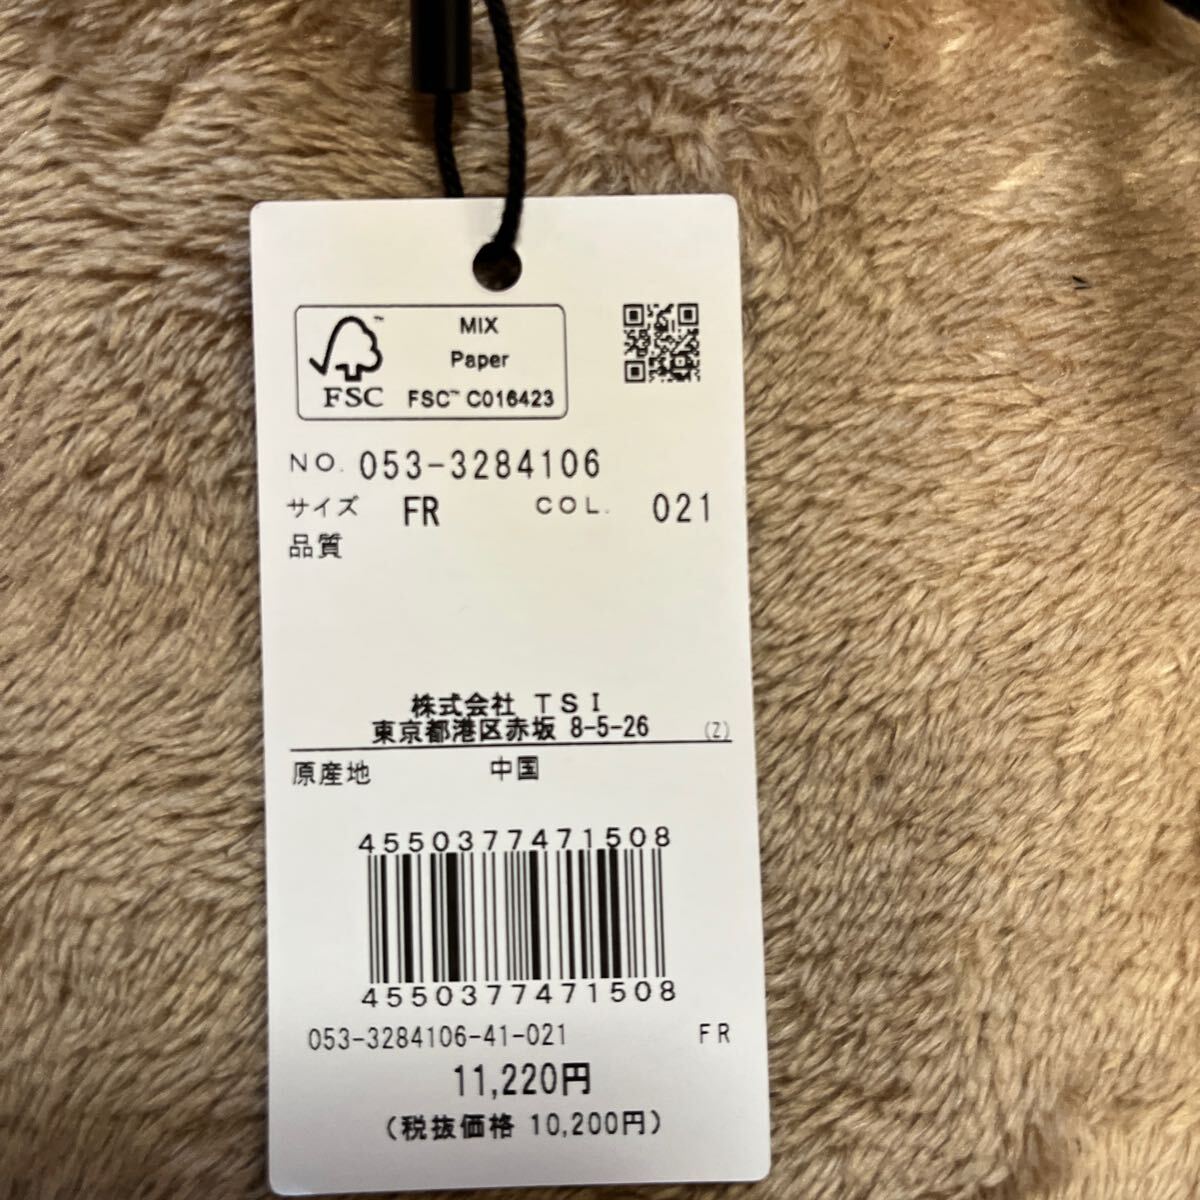 MIX
Paper
FSC™ C016423
FSC
NO. 053-3284106
サイズ FR COL. 021
品質
株式会社 TSI
東京都港区赤坂 8-5-26 (Z)
原産地 中国
4550377471508
4550377471508
053-3284106-41-021 FR
11,220円
(税抜価格 10,200円)